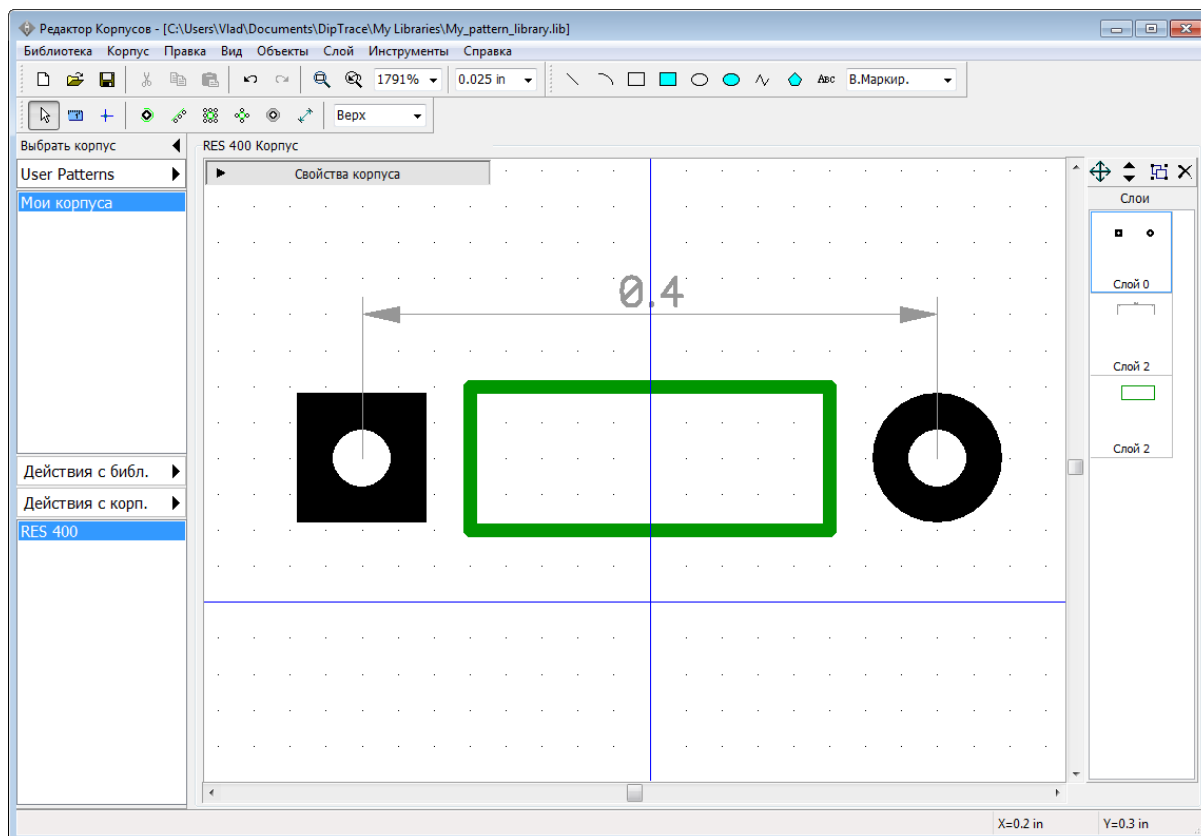 Редактор Корпусов - [C:\Users\Vlad\Documents\DipTrace\My Libraries\My_pattern_library.lib]
Библиотека Корпус Правка Вид Объекты Слой Инструменты Справка
1791% 0.025 in ABC В.Маркир.
Верх
Выбрать корпус
RES 400 Корпус
User Patterns
Свойства корпуса
Мои корпуса
Слои
Слой 0
0.4
Слой 2
Слой 2
Действия с библ.
Действия с корп.
RES 400
X=0.2 in Y=0.3 in